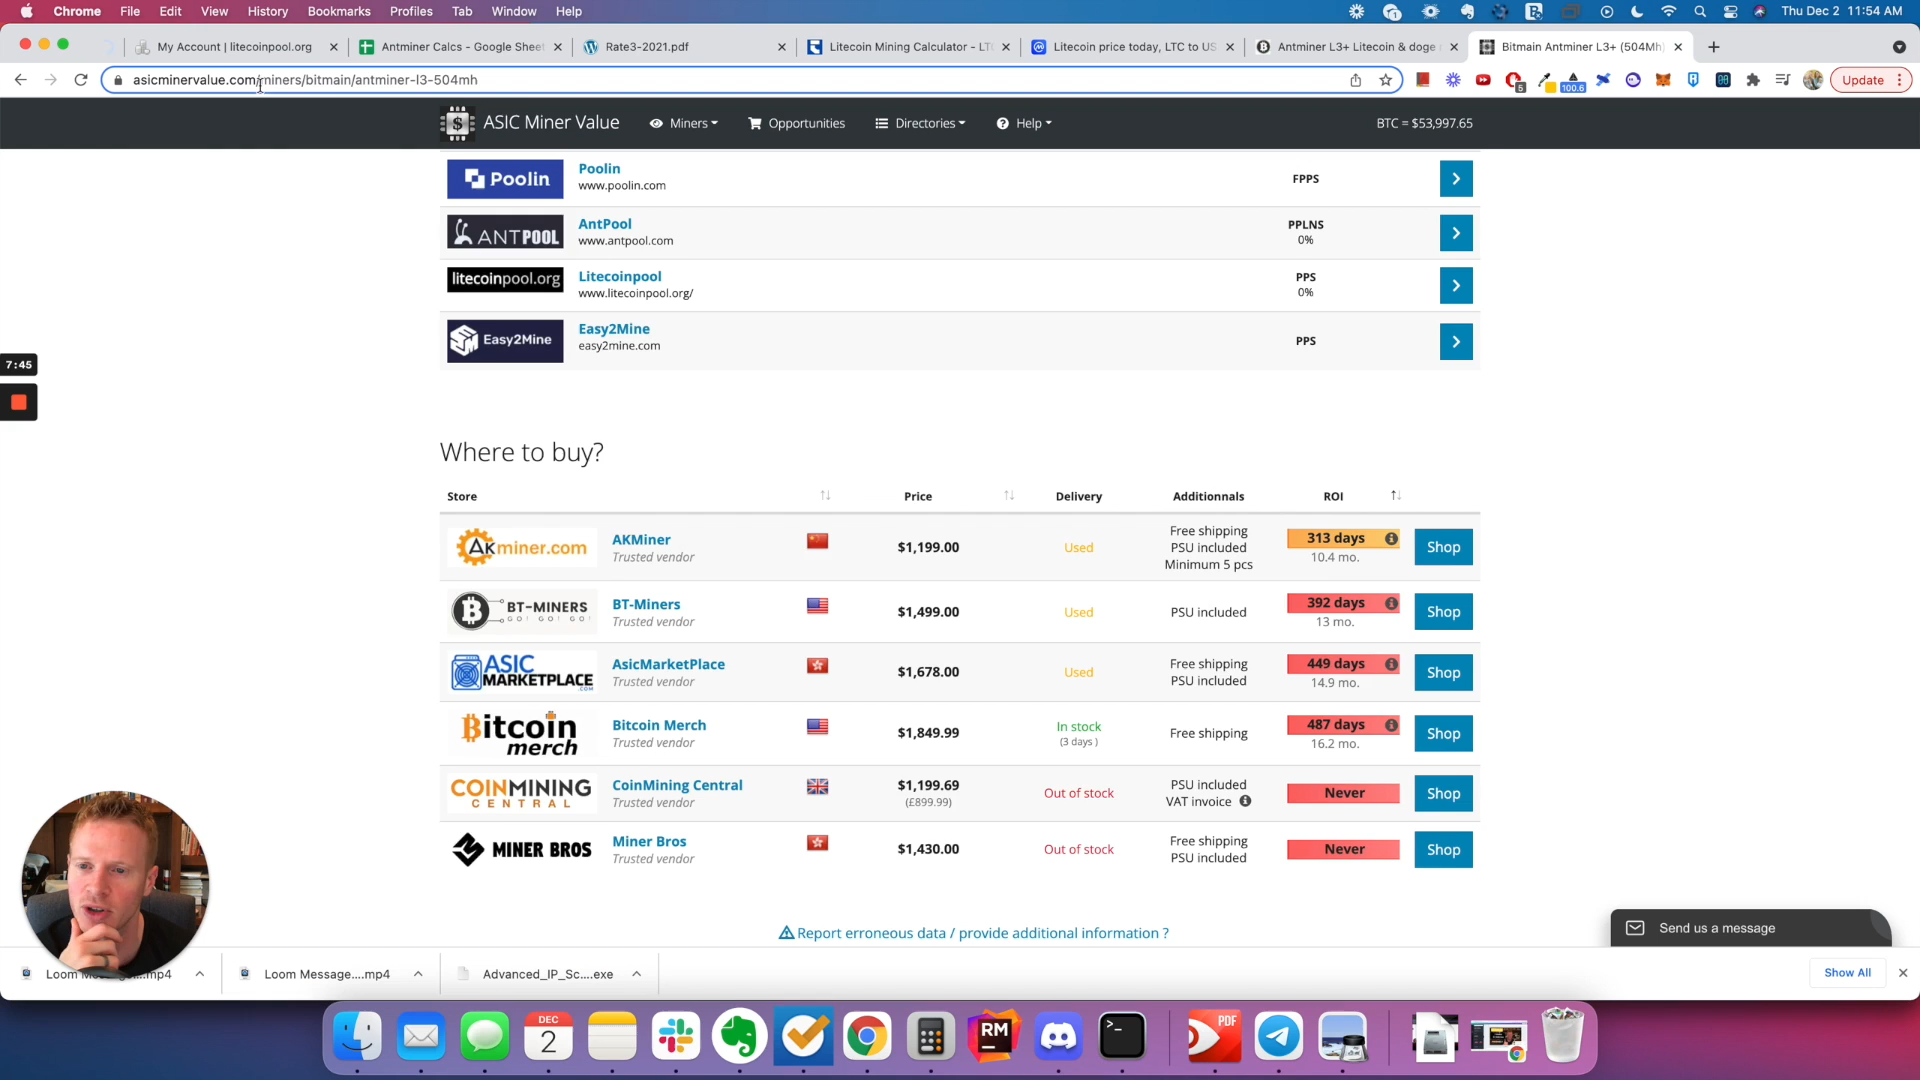 Chrome File Edit View History Bookmarks Profiles Tab Window Help Thu Dec 2 11:54 AM
My Account | litecoinpool.org Antminer Calcs - Google Sheet Rate3-2021.pdf Litecoin Mining Calculator - LT Litecoin price today, LTC to US Antminer L3+ Litecoin & doge Bitmain Antminer L3+ (504Mh)
asicminervalue.com/miners/bitmain/antminer-l3-504mh 5 100.6 Update
ASIC Miner Value Miners Opportunities Directories Help BTC = $53,997.65
Poolin Poolin FPPS
www.poolin.com
ANTPOOL AntPool PPLNS
www.antpool.com 0%
litecoinpool.org Litecoinpool PPS
www.litecoinpool.org/ 0%
Easy2Mine Easy2Mine PPS
easy2mine.com
7:45
Where to buy?
Store Price Delivery Additionnals ROI
Akminer.com AKMiner $1,199.00 Used Free shipping 313 days Shop
Trusted vendor PSU included 10.4 mo.
Minimum 5 pcs
BT-MINERS BT-Miners $1,499.00 Used PSU included 392 days Shop
GO! GO! GO! Trusted vendor 13 mo.
ASIC AsicMarketPlace $1,678.00 Used Free shipping 449 days Shop
MARKETPLACE .COM Trusted vendor PSU included 14.9 mo.
Bitcoin Bitcoin Merch $1,849.99 In stock Free shipping 487 days Shop
merch Trusted vendor (3 days ) 16.2 mo.
COINMINING CoinMining Central $1,199.69 Out of stock PSU included Never Shop
CENTRAL Trusted vendor (£899.99) VAT invoice
MINER BROS Miner Bros $1,430.00 Out of stock Free shipping Never Shop
Trusted vendor PSU included
Report erroneous data / provide additional information ?
Send us a message
Loom Message....mp4 Advanced_IP_Sc....exe Show All
DEC
2
RM
PDF